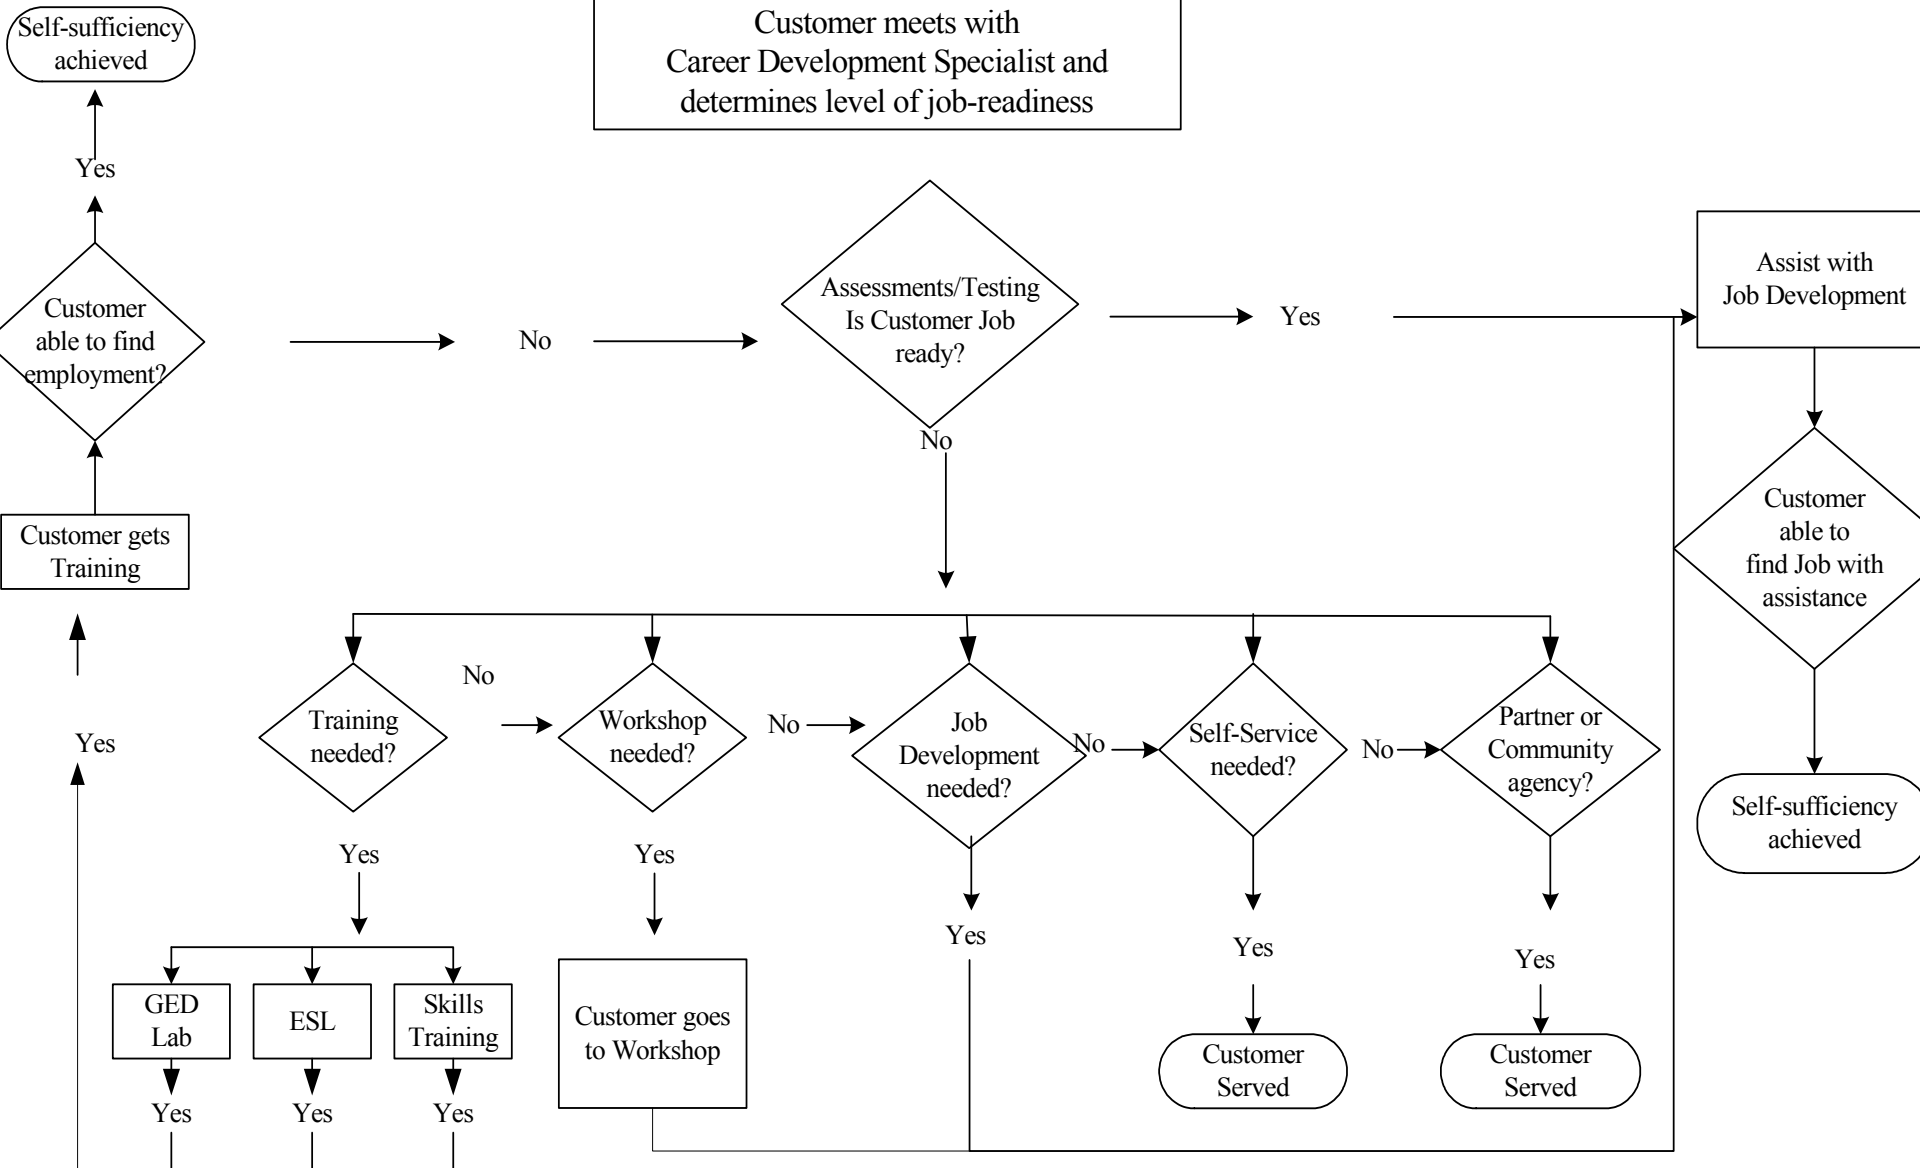 Self-sufficiency
achieved
Customer meets with
Career Development Specialist and
determines level of job-readiness
Yes
Customer
able to find
employment?
No
Assessments/Testing
Is Customer Job
ready?
Yes
Assist with
Job Development
No
Customer gets
Training
Customer
able to
find Job with
assistance
Yes
Training
needed?
No
Workshop
needed?
No
Job
Development
needed?
No
Self-Service
needed?
No
Partner or
Community
agency?
Self-sufficiency
achieved
Yes
Yes
Yes
Yes
Yes
GED
Lab
ESL
Skills
Training
Customer goes
to Workshop
Customer
Served
Customer
Served
Yes
Yes
Yes